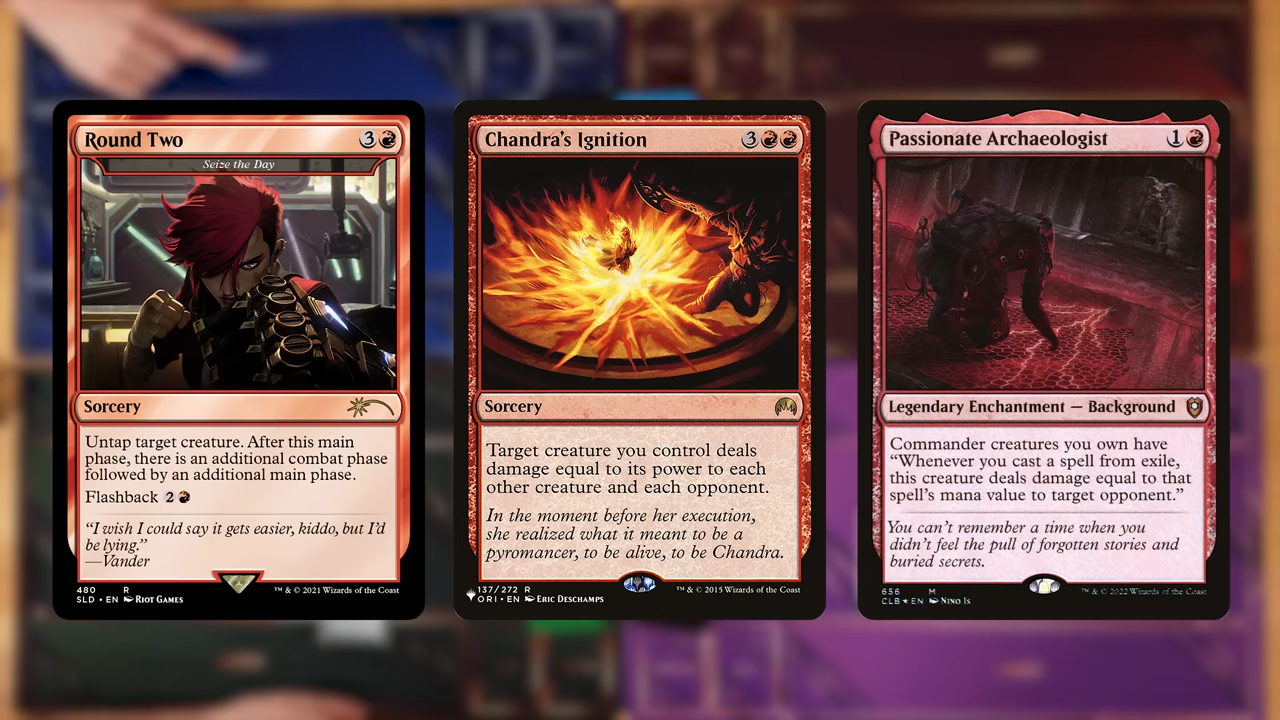 Round Two
3
Seize the Day
Sorcery
Untap target creature. After this main
phase, there is an additional combat phase
followed by an additional main phase.
Flashback 2
“I wish I could say it gets easier, kiddo, but I’d
be lying.”
—Vander
480 R
SLD • EN RIOT GAMES
™ & © 2021 Wizards of the Coast
Chandra's Ignition
3
Sorcery
Target creature you control deals
damage equal to its power to each
other creature and each opponent.
In the moment before her execution,
she realized what it meant to be a
pyromancer, to be alive, to be Chandra.
137/272 R
ORI • EN ERIC DESCHAMPS
™ & © 2015 Wizards of the Coast
Passionate Archaeologist
1
Legendary Enchantment — Background
Commander creatures you own have
“Whenever you cast a spell from exile,
this creature deals damage equal to that
spell's mana value to target opponent.”
You can't remember a time when you
didn't feel the pull of forgotten stories and
buried secrets.
656 M
CLB ★ EN NINO IS
™ & © 2022 Wizards of the Coast